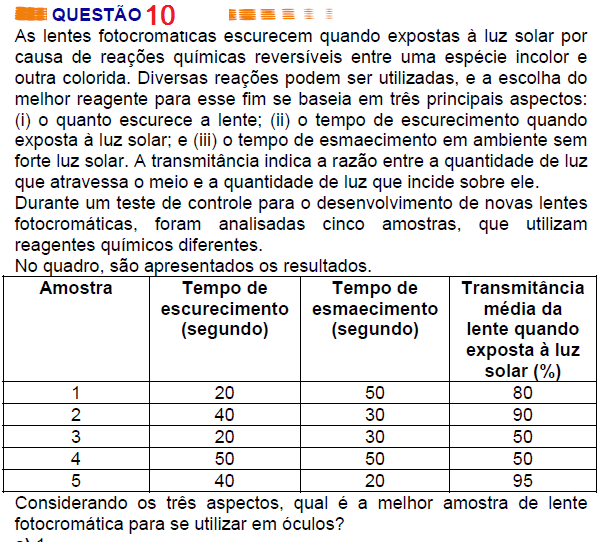 QUESTÃO 10
As lentes fotocromáticas escurecem quando expostas à luz solar por
causa de reações químicas reversíveis entre uma espécie incolor e
outra colorida. Diversas reações podem ser utilizadas, e a escolha do
melhor reagente para esse fim se baseia em três principais aspectos:
(i) o quanto escurece a lente; (ii) o tempo de escurecimento quando
exposta à luz solar; e (iii) o tempo de esmaecimento em ambiente sem
forte luz solar. A transmitância indica a razão entre a quantidade de luz
que atravessa o meio e a quantidade de luz que incide sobre ele.
Durante um teste de controle para o desenvolvimento de novas lentes
fotocromáticas, foram analisadas cinco amostras, que utilizam
reagentes químicos diferentes.
No quadro, são apresentados os resultados.
Amostra Tempo de escurecimento (segundo) Tempo de esmaecimento (segundo) Transmitância média da lente quando exposta à luz solar (%)
1 20 50 80
2 40 30 90
3 20 30 50
4 50 50 50
5 40 20 95
Considerando os três aspectos, qual é a melhor amostra de lente
fotocromática para se utilizar em óculos?